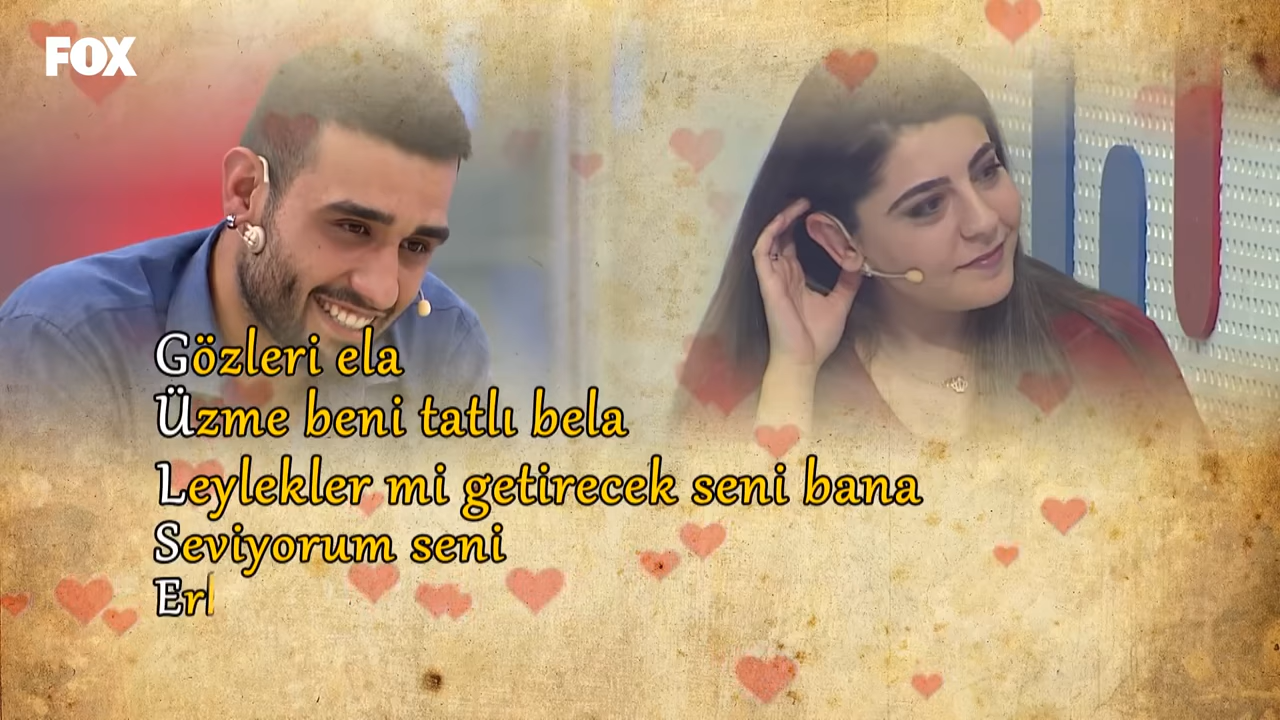 FOX
Gözleri ela
Üzme beni tatlı bela
Leylekler mi getirecek seni bana
Seviyorum seni